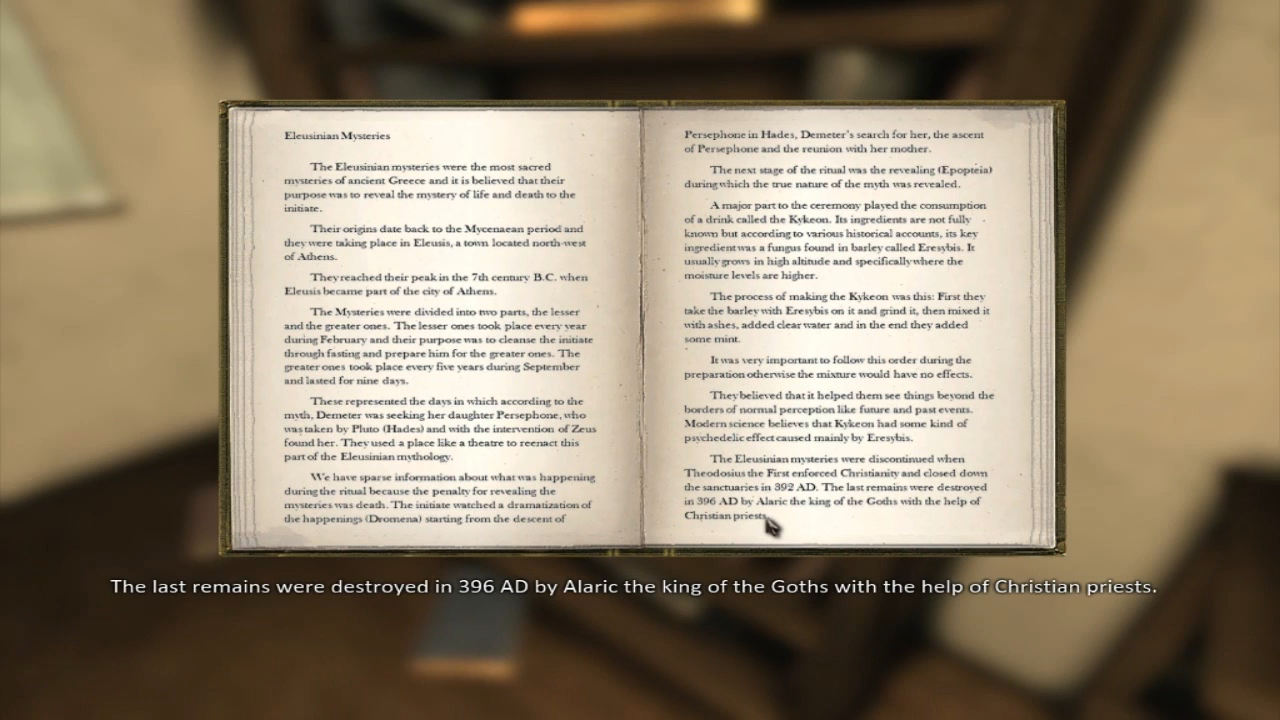 Eleusinian Mysteries
The Eleusinian mysteries were the most sacred
mysteries of ancient Greece and it is believed that their
purpose was to reveal the mystery of life and death to the
initiate.
Their origins date back to the Mycenaean period and
they were taking place in Eleusis, a town located north-west
of Athens.
They reached their peak in the 7th century B.C. when
Eleusis became part of the city of Athens.
The Mysteries were divided into two parts, the lesser
and the greater ones. The lesser ones took place every year
during February and their purpose was to cleanse the initiate
through fasting and prepare him for the greater ones. The
greater ones took place every five years during September
and lasted for nine days.
These represented the days in which according to the
myth, Demeter was seeking her daughter Persephone, who
was taken by Pluto (Hades) and with the intervention of Zeus
found her. They used a place like a theatre to reenact this
part of the Eleusinian mythology.
We have sparse information about what was happening
during the ritual because the penalty for revealing the
mysteries was death. The initiate watched a dramatization of
the happenings (Dromena) starting from the descent of
Persephone in Hades, Demeter's search for her, the ascent
of Persephone and the reunion with her mother.
The next stage of the ritual was the revealing (Epopteia)
during which the true nature of the myth was revealed.
A major part to the ceremony played the consumption
of a drink called the Kykeon. Its ingredients are not fully
known but according to various historical accounts, its key
ingredient was a fungus found in barley called Eresybis. It
usually grows in high altitude and specifically where the
moisture levels are higher.
The process of making the Kykeon was this: First they
take the barley with Eresybis on it and grind it, then mixed it
with ashes, added clear water and in the end they added
some mint.
It was very important to follow this order during the
preparation otherwise the mixture would have no effects.
They believed that it helped them see things beyond the
borders of normal perception like future and past events.
Modern science believes that Kykeon had some kind of
psychedelic effect caused mainly by Eresybis.
The Eleusinian mysteries were discontinued when
Theodosius the First enforced Christianity and closed down
the sanctuaries in 392 AD. The last remains were destroyed
in 396 AD by Alaric the king of the Goths with the help of
Christian priests.
The last remains were destroyed in 396 AD by Alaric the king of the Goths with the help of Christian priests.